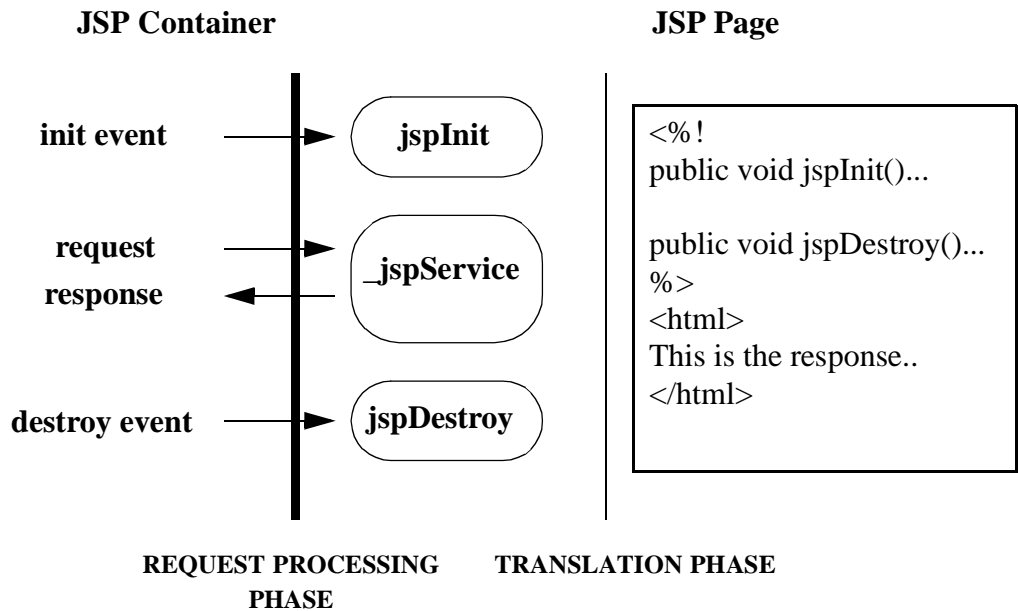 JSP Container
JSP Page
init event
jspInit
request
response
_jspService
destroy event
jspDestroy
<%!
public void jspInit()...
public void jspDestroy()...
%>
<html>
This is the response..
</html>
REQUEST PROCESSING
PHASE
TRANSLATION PHASE